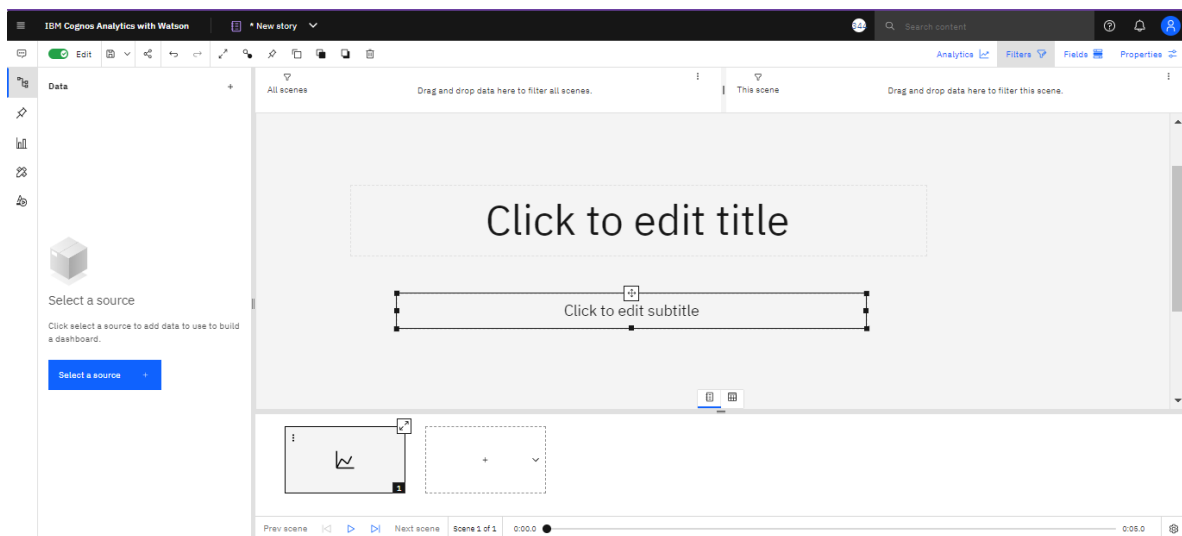 IBM Cognos Analytics with Watson
* New story
Search content
Edit
Analytics
Filters
Fields
Properties
Data
All scenes
Drag and drop data here to filter all scenes.
This scene
Drag and drop data here to filter this scene.
Click to edit title
Click to edit subtitle
Select a source
Click select a source to add data to use to build
a dashboard.
Select a source +
1
Prev scene
Next scene
Scene 1 of 1
0:00.0
0:05.0